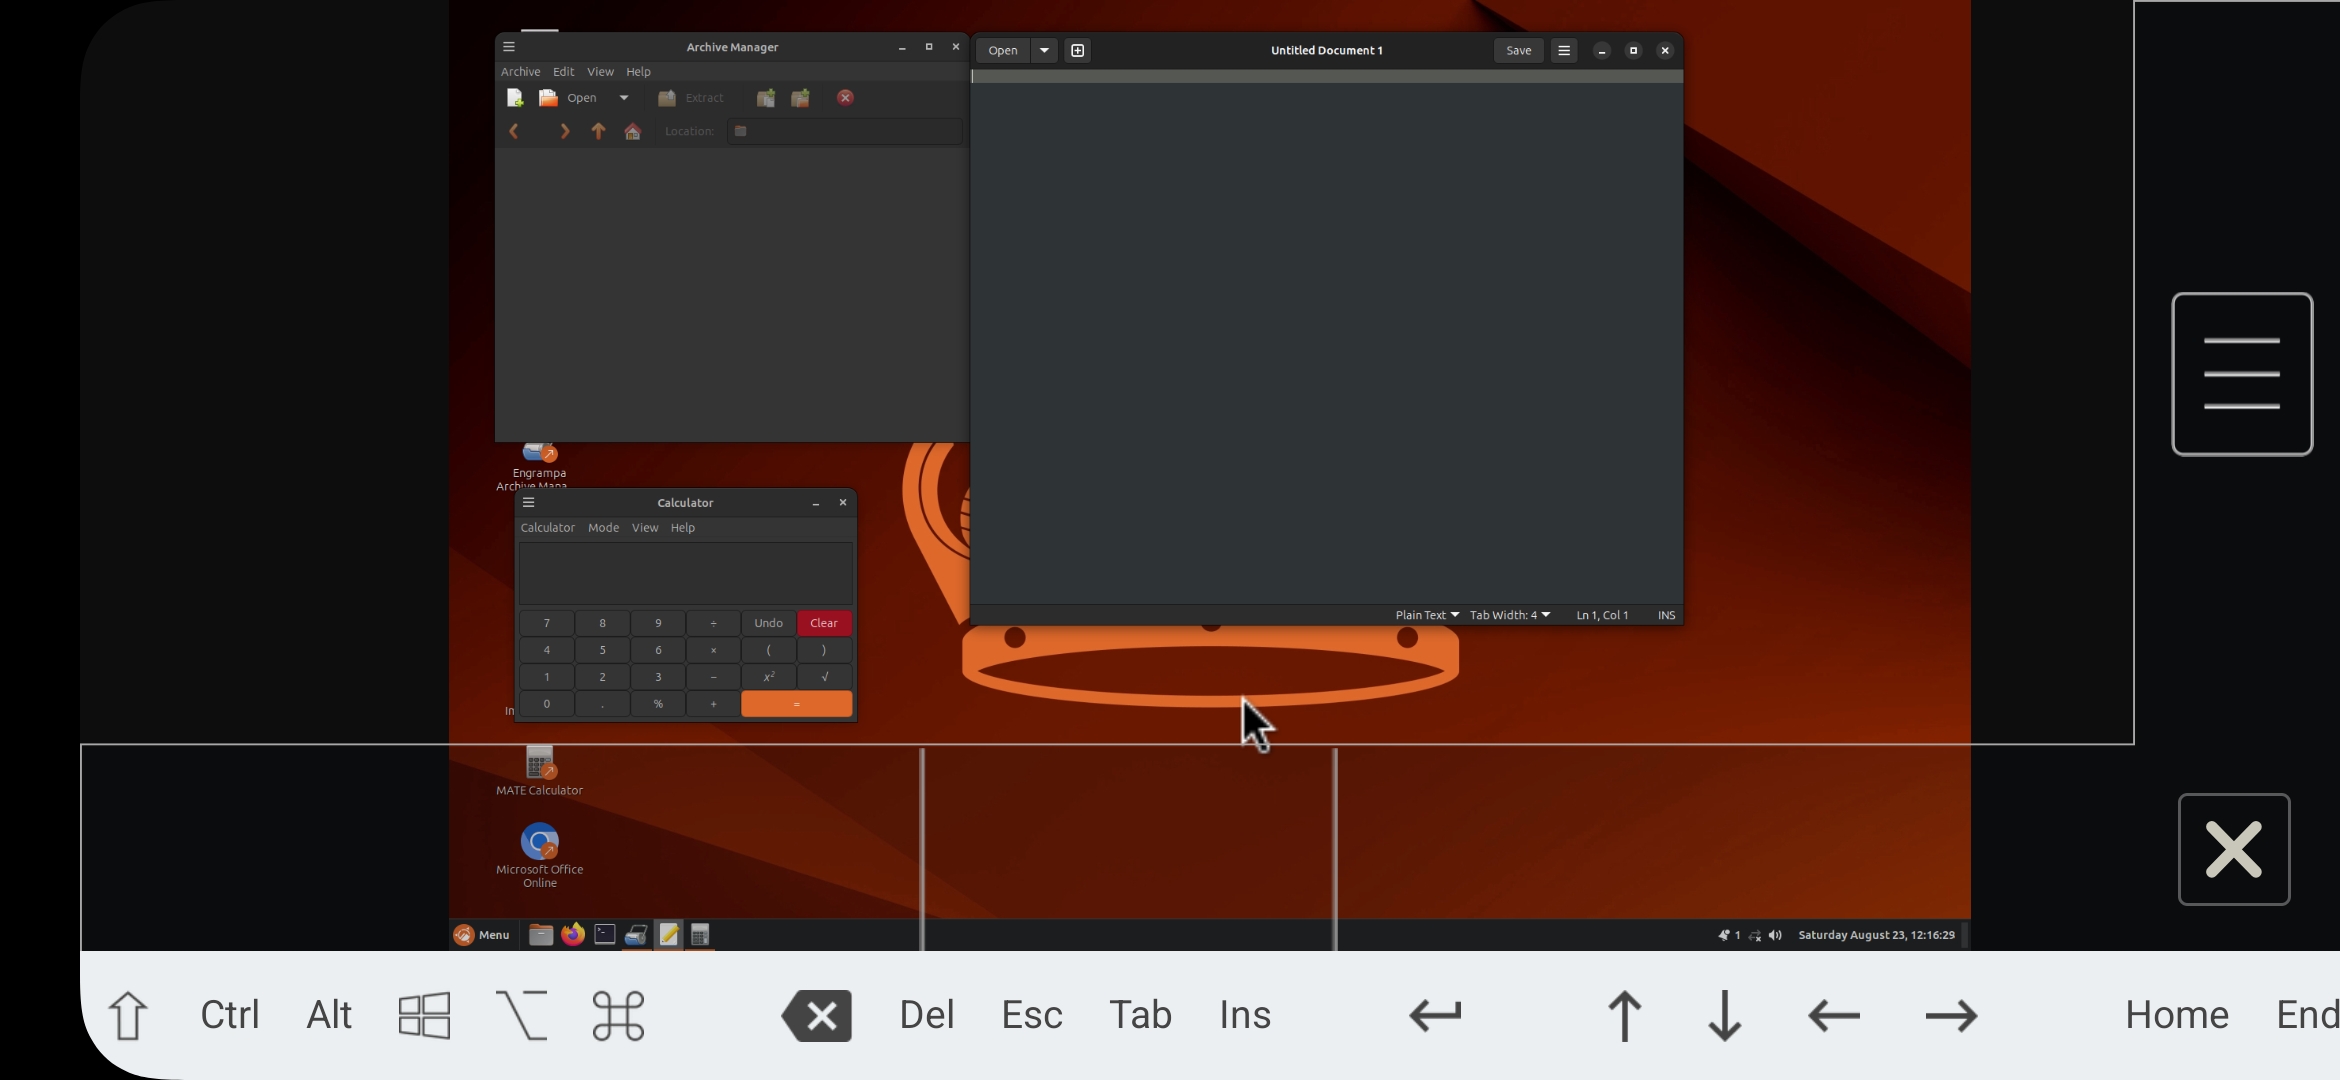 Archive Manager
Archive Edit View Help
Open Extract
Location:
Open Untitled Document 1 Save
Plain Text Tab Width: 4 Ln 1, Col 1 INS
Engrampa
Archive Mana
Calculator
Calculator Mode View Help
7 8 9 ÷ Undo Clear
4 5 6 × ( )
1 2 3 − x² √
0 . % + =
MATE Calculator
Microsoft Office
Online
Menu 1 Saturday August 23, 12:16:29
Ctrl Alt Del Esc Tab Ins Home End